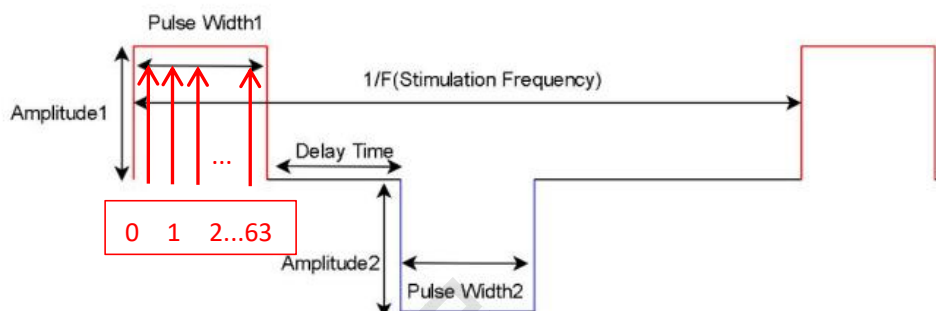 Pulse Width1
1/F(Stimulation Frequency)
Amplitude1
...
Delay Time
0 1 2...63
Amplitude2
Pulse Width2